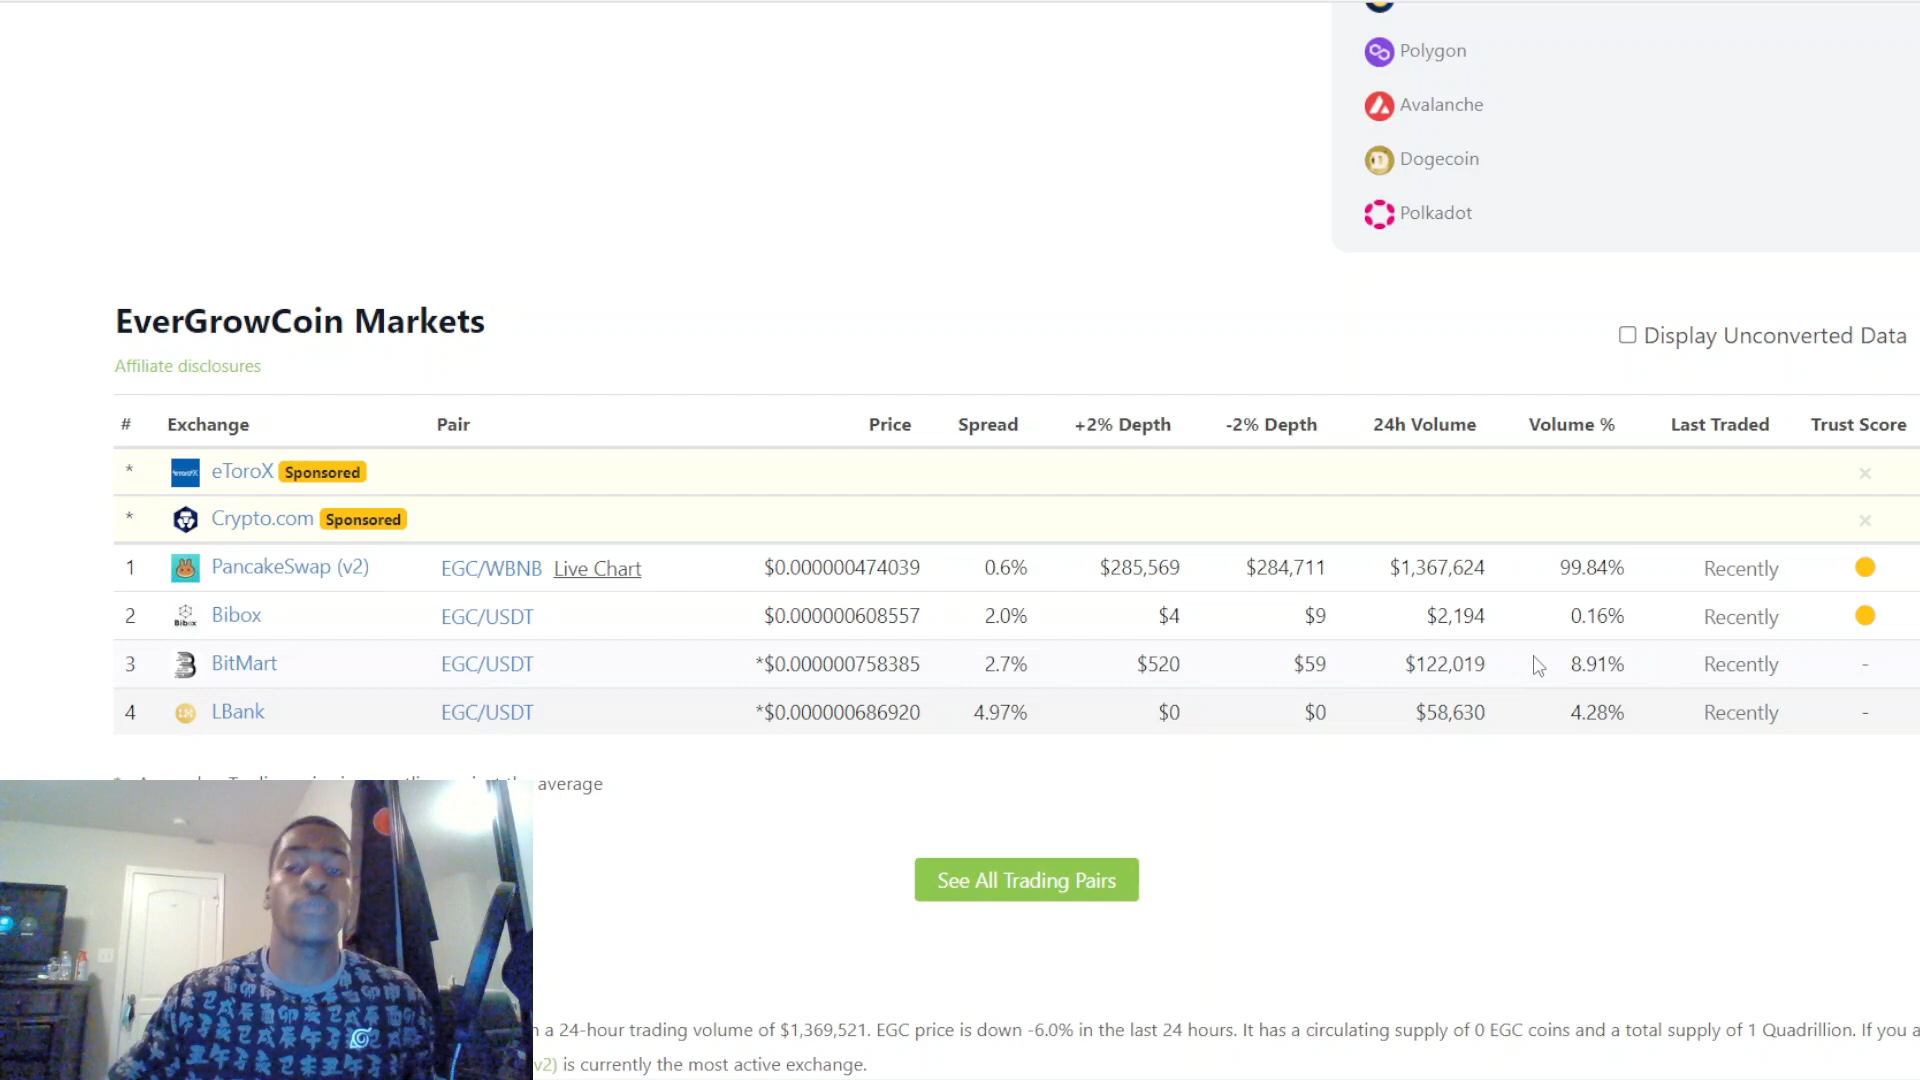 Polygon
Avalanche
Dogecoin
Polkadot
EverGrowCoin Markets
Display Unconverted Data
Affiliate disclosures
# Exchange Pair Price Spread +2% Depth -2% Depth 24h Volume Volume % Last Traded Trust Score
* eToroX Sponsored ×
* Crypto.com Sponsored ×
1 PancakeSwap (v2) EGC/WBNB Live Chart $0.000000474039 0.6% $285,569 $284,711 $1,367,624 99.84% Recently
2 Bibox EGC/USDT $0.000000608557 2.0% $4 $9 $2,194 0.16% Recently
3 BitMart EGC/USDT *$0.000000758385 2.7% $520 $59 $122,019 8.91% Recently -
4 LBank EGC/USDT *$0.000000686920 4.97% $0 $0 $58,630 4.28% Recently -
average
See All Trading Pairs
a 24-hour trading volume of $1,369,521. EGC price is down -6.0% in the last 24 hours. It has a circulating supply of 0 EGC coins and a total supply of 1 Quadrillion. If you a
v2) is currently the most active exchange.